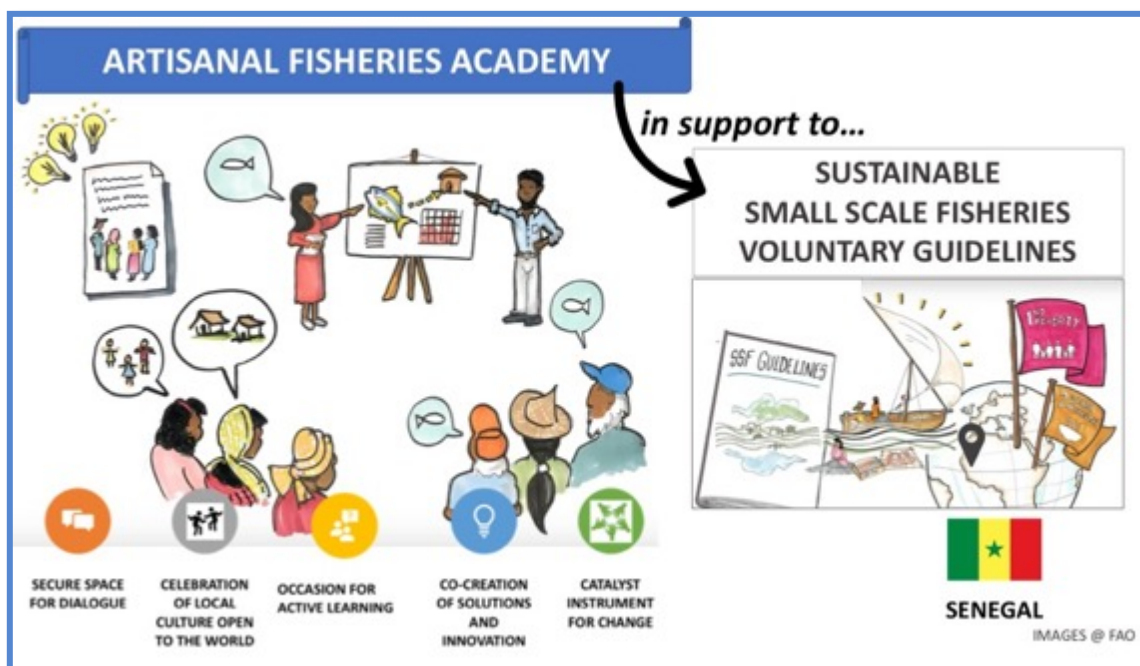 ARTISANAL FISHERIES ACADEMY
in support to...
SUSTAINABLE
SMALL SCALE FISHERIES
VOLUNTARY GUIDELINES
SSF GUIDELINES
SECURE SPACE
FOR DIALOGUE
CELEBRATION
OF LOCAL
CULTURE OPEN
TO THE WORLD
OCCASION FOR
ACTIVE LEARNING
CO-CREATION
OF SOLUTIONS
AND
INNOVATION
CATALYST
INSTRUMENT
FOR CHANGE
SENEGAL
IMAGES @ FAO